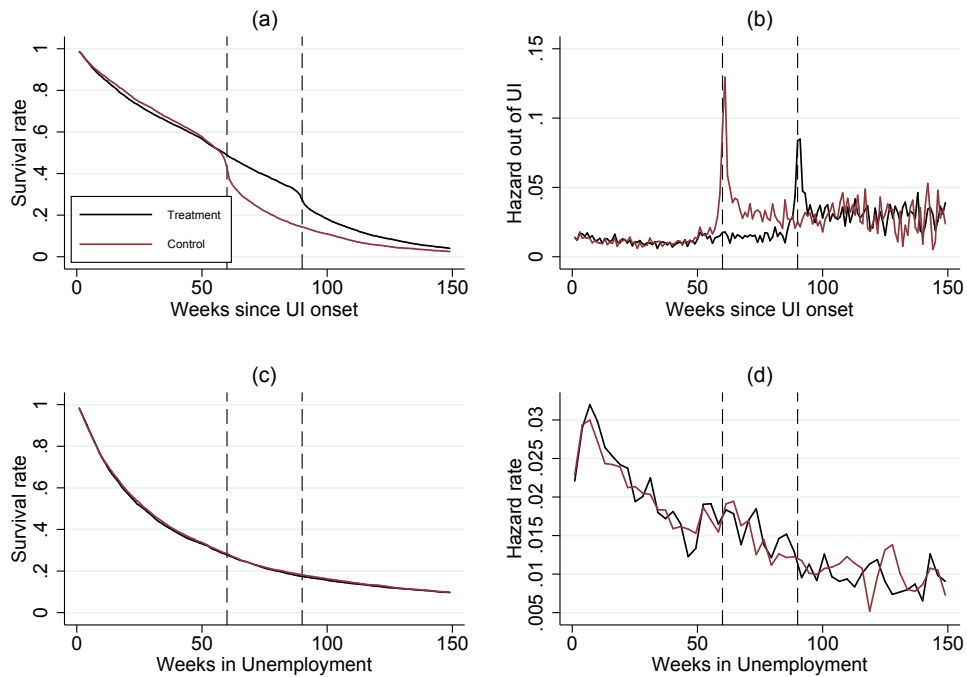 (a)
Survival rate
0 .2 .4 .6 .8 1
Treatment
Control
0 50 100 150
Weeks since UI onset
(b)
Hazard out of UI
0 .05 .1 .15
0 50 100 150
Weeks since UI onset
(c)
Survival rate
0 .2 .4 .6 .8 1
0 50 100 150
Weeks in Unemployment
(d)
Hazard rate
.005 .01 .015 .02 .025 .03
0 50 100 150
Weeks in Unemployment